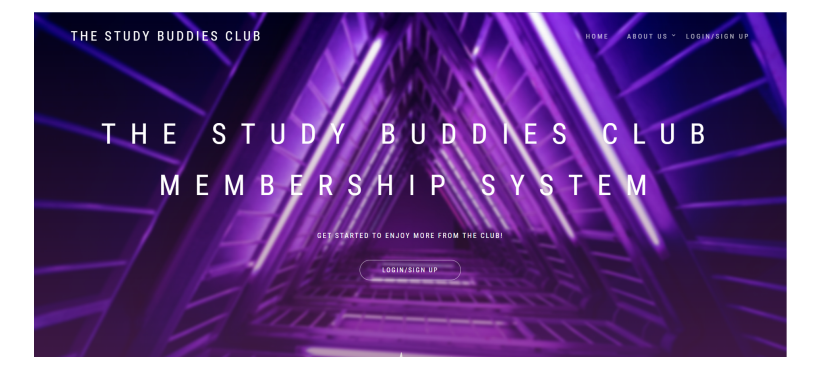 THE STUDY BUDDIES CLUB
HOME ABOUT US LOGIN/SIGN UP
THE STUDY BUDDIES CLUB
MEMBERSHIP SYSTEM
GET STARTED TO ENJOY MORE FROM THE CLUB!
LOGIN/SIGN UP